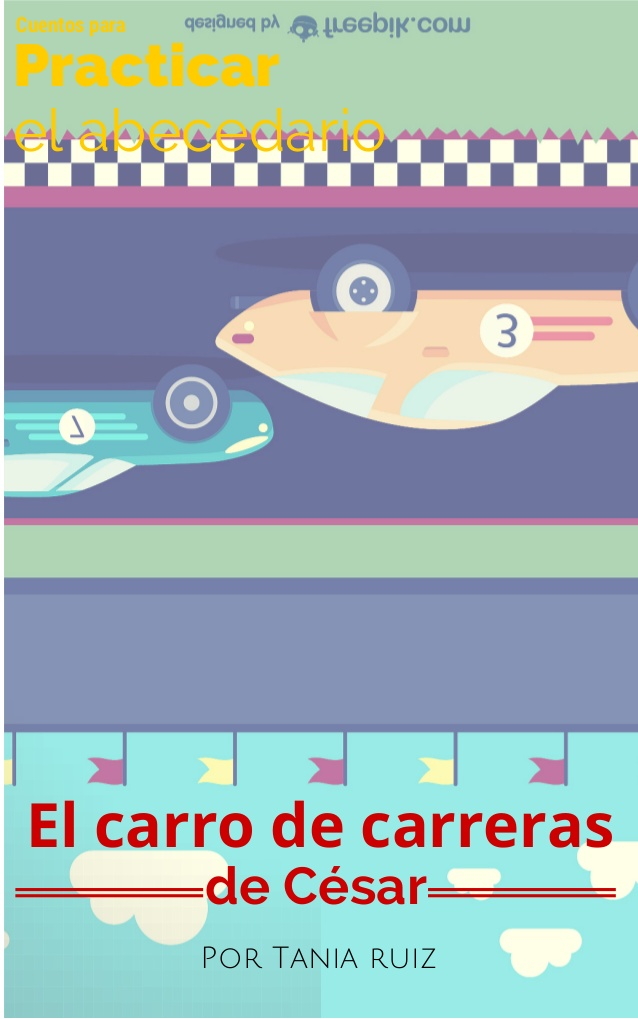 Cuentos para
designed by freepik.com
Practicar
el abecedario
3
7
El carro de carreras
de César
POR TANIA RUIZ